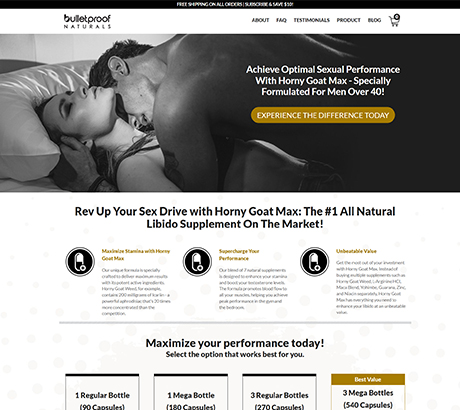 FREE SHIPPING ON ALL ORDERS | SUBSCRIBE & SAVE $10!
bulletproof
NATURALS
ABOUT FAQ TESTIMONIALS PRODUCT BLOG 0
Achieve Optimal Sexual Performance
With Horny Goat Max - Specially
Formulated For Men Over 40!
EXPERIENCE THE DIFFERENCE TODAY
Rev Up Your Sex Drive with Horny Goat Max: The #1 All Natural
Libido Supplement On The Market!
Maximize Stamina with Horny
Goat Max
Our unique formula is specially
crafted to deliver maximum results
with its potent active ingredients.
Horny Goat Weed, for example,
contains 200 milligrams of Icariin - a
powerful aphrodisiac that's 20 times
more concentrated than the
competition.
Supercharge Your
Performance
Our blend of 7 natural supplements
is designed to enhance your stamina
and boost your testosterone levels.
The formula promotes blood flow to
all your muscles, helping you achieve
peak performance in the gym and
the bedroom.
Unbeatable Value
Get the most out of your investment
with Horny Goat Max. Instead of
buying multiple supplements such as
Horny Goat Weed, L-Arginine HCl,
Maca Blend, Yohimbe, Guarana, Zinc,
and Niacin separately, Horny Goat
Max has everything you need to
enhance your libido at an unbeatable
value.
Maximize your performance today!
Select the option that works best for you.
1 Regular Bottle
(90 Capsules)
1 Mega Bottle
(180 Capsules)
3 Regular Bottles
(270 Capsules)
Best Value
3 Mega Bottles
(540 Capsules)